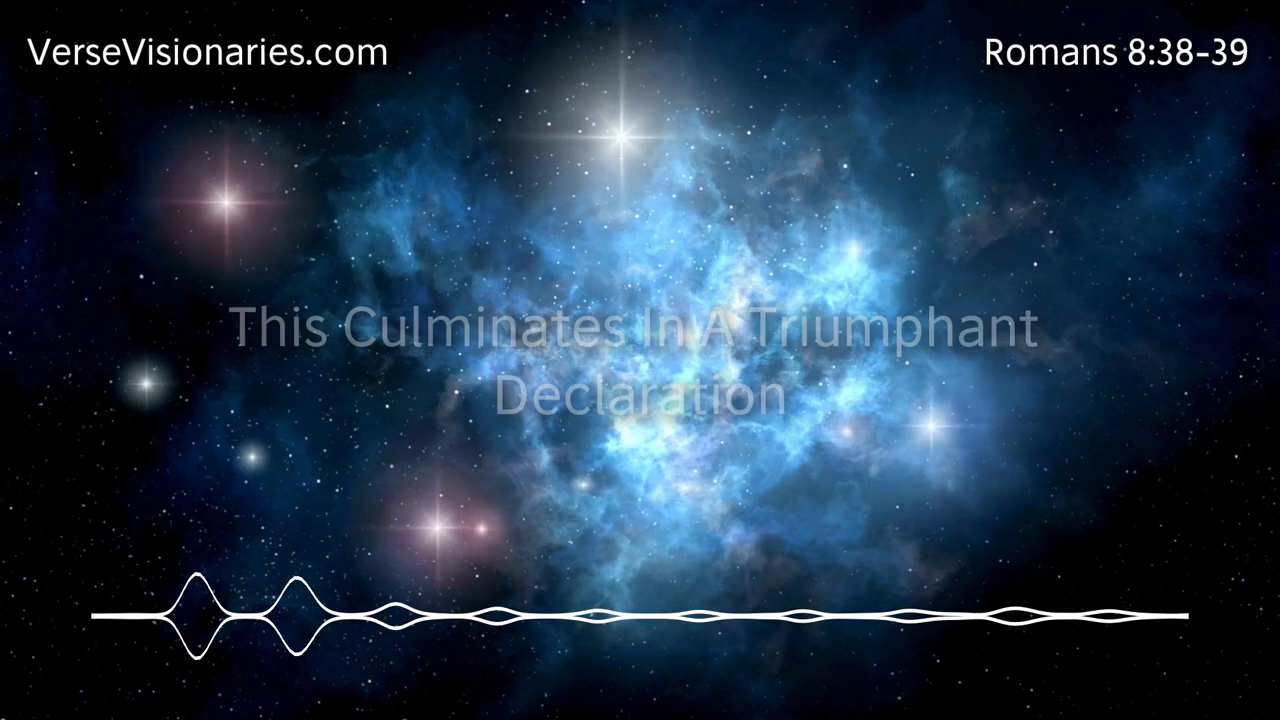 VerseVisionaries.com
Romans 8:38-39
This Culminates In A Triumphant
Declaration